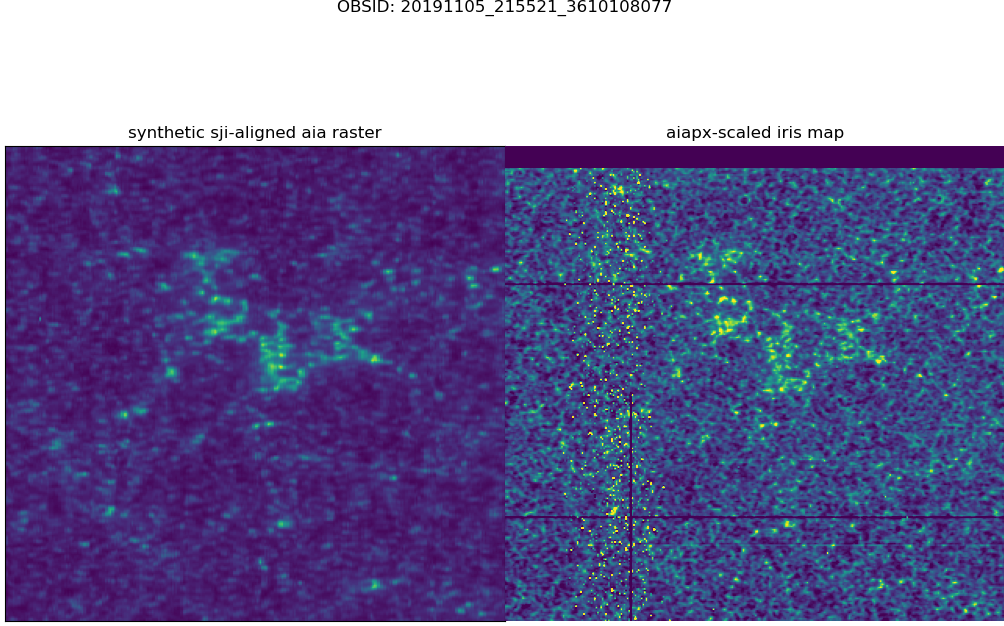 OBSID: 20191105_215521_3610108077
synthetic sji-aligned aia raster
aiapx-scaled iris map